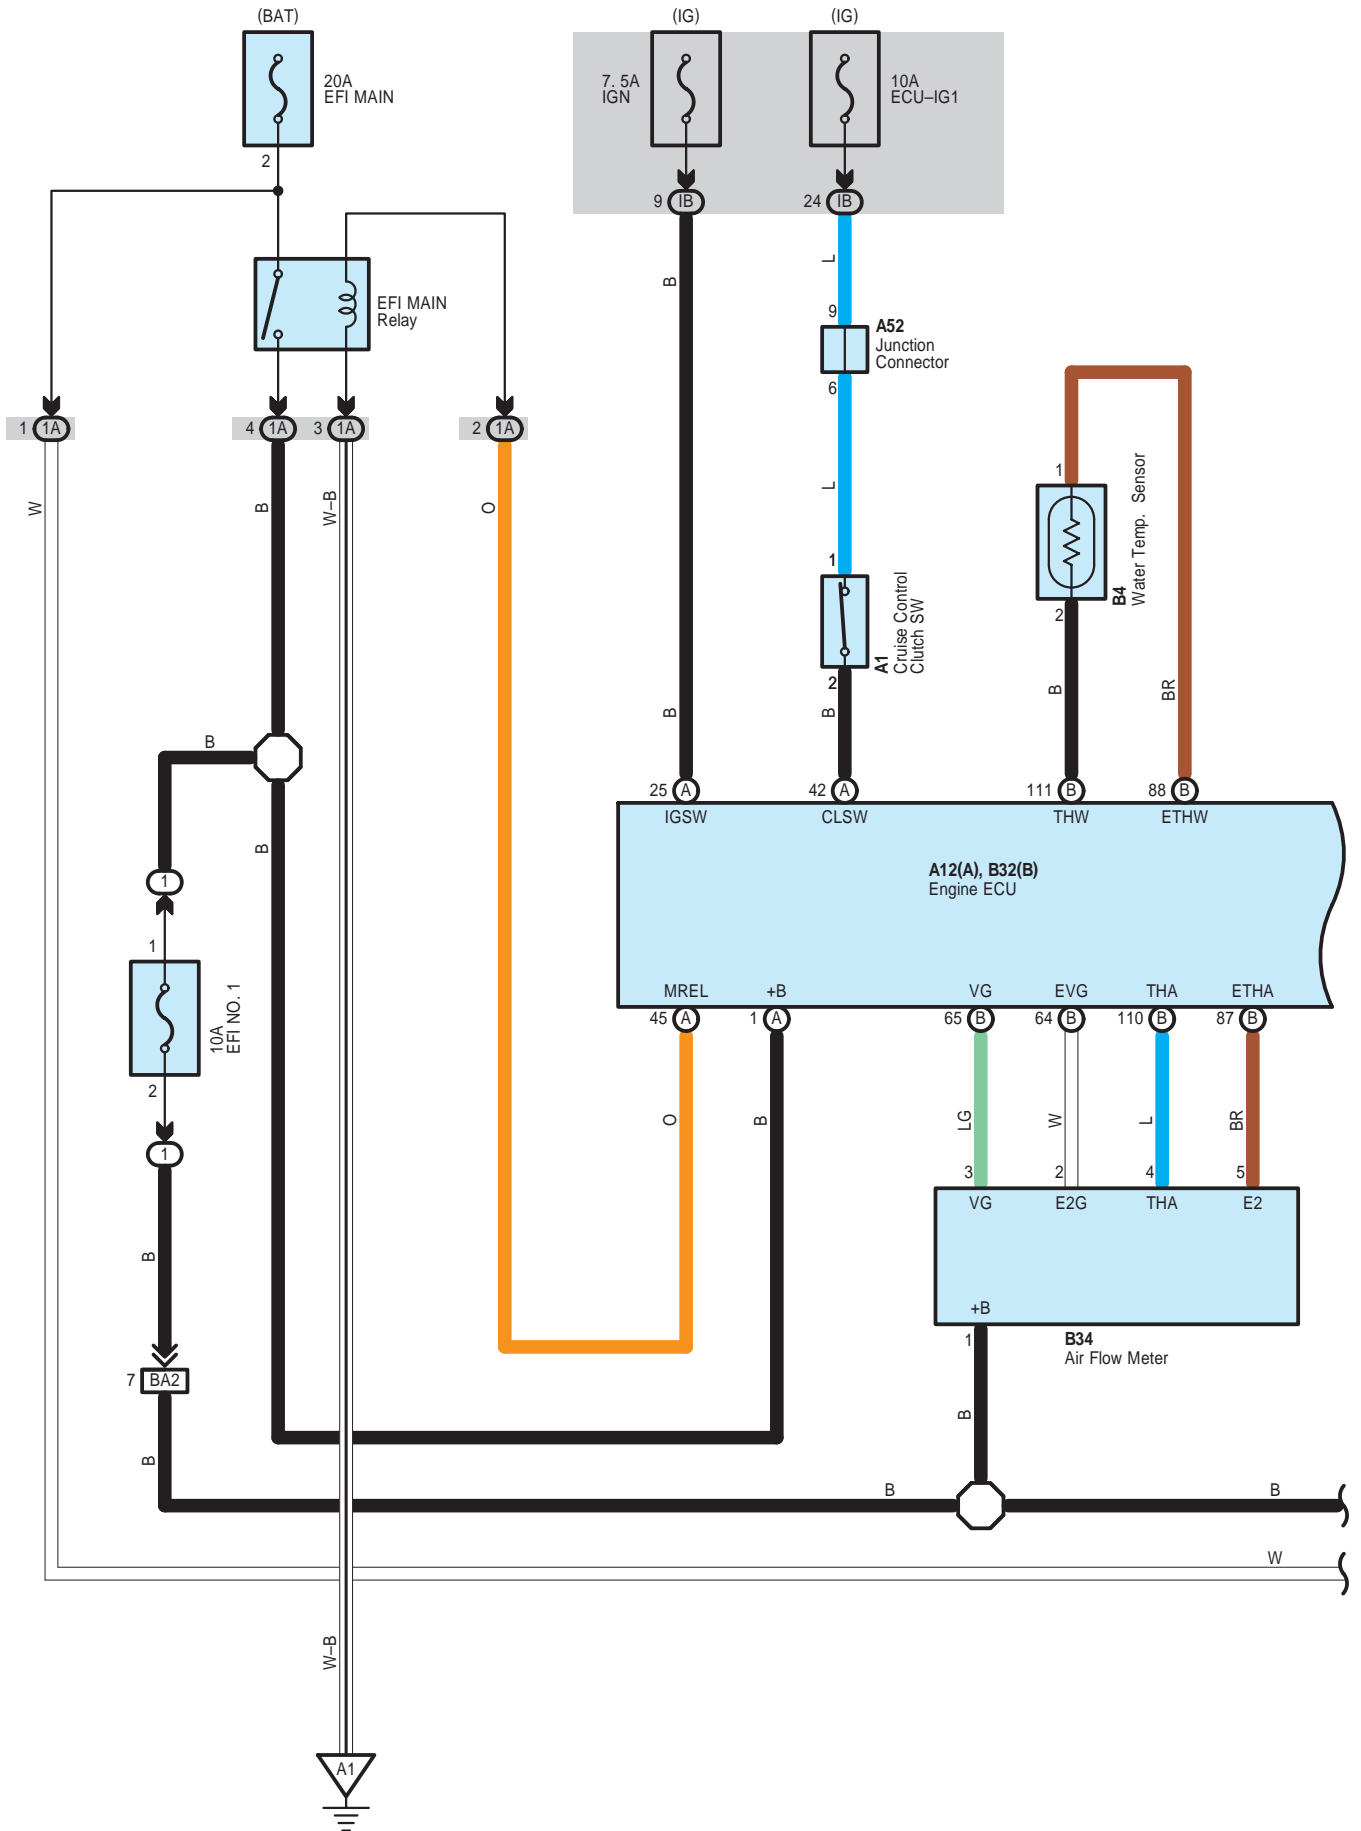 (BAT)
(IG)
(IG)
20A
EFI MAIN
7. 5A
IGN
10A
ECU–IG1
2
9 IB
24 IB
EFI MAIN
Relay
B
L
9
A52
Junction
Connector
6
1 1A
4 1A
3 1A
2 1A
W
B
W–B
O
L
1
B4
Water Temp. Sensor
2
1
A1
Cruise Control
Clutch SW
2
B
B
B
BR
B
25 A
42 A
111 B
88 B
IGSW
CLSW
THW
ETHW
B
A12(A), B32(B)
Engine ECU
1
1
10A
EFI NO. 1
2
1
MREL
+B
VG
EVG
THA
ETHA
45 A
1 A
65 B
64 B
110 B
87 B
O
B
LG
W
L
BR
3
2
4
5
VG
E2G
THA
E2
B
+B
1
B34
Air Flow Meter
7 BA2
B
B
B
B
W
W–B
A1